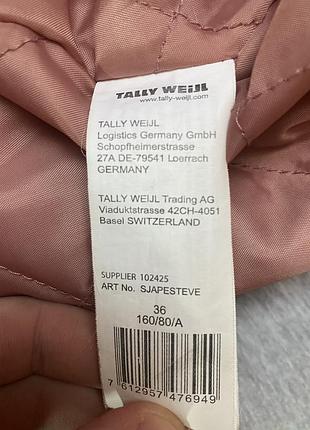 TALLY WEiJL
www.tally-weijl.com
TALLY WEIJL
Logistics Germany GmbH
Schopfheimerstrasse
27A DE-79541 Loerrach
GERMANY
TALLY WEIJL Trading AG
Viaduktstrasse 42CH-4051
Basel SWITZERLAND
SUPPLIER 102425
ART No. SJAPESTEVE
36
160/80/A
7 612957 476949